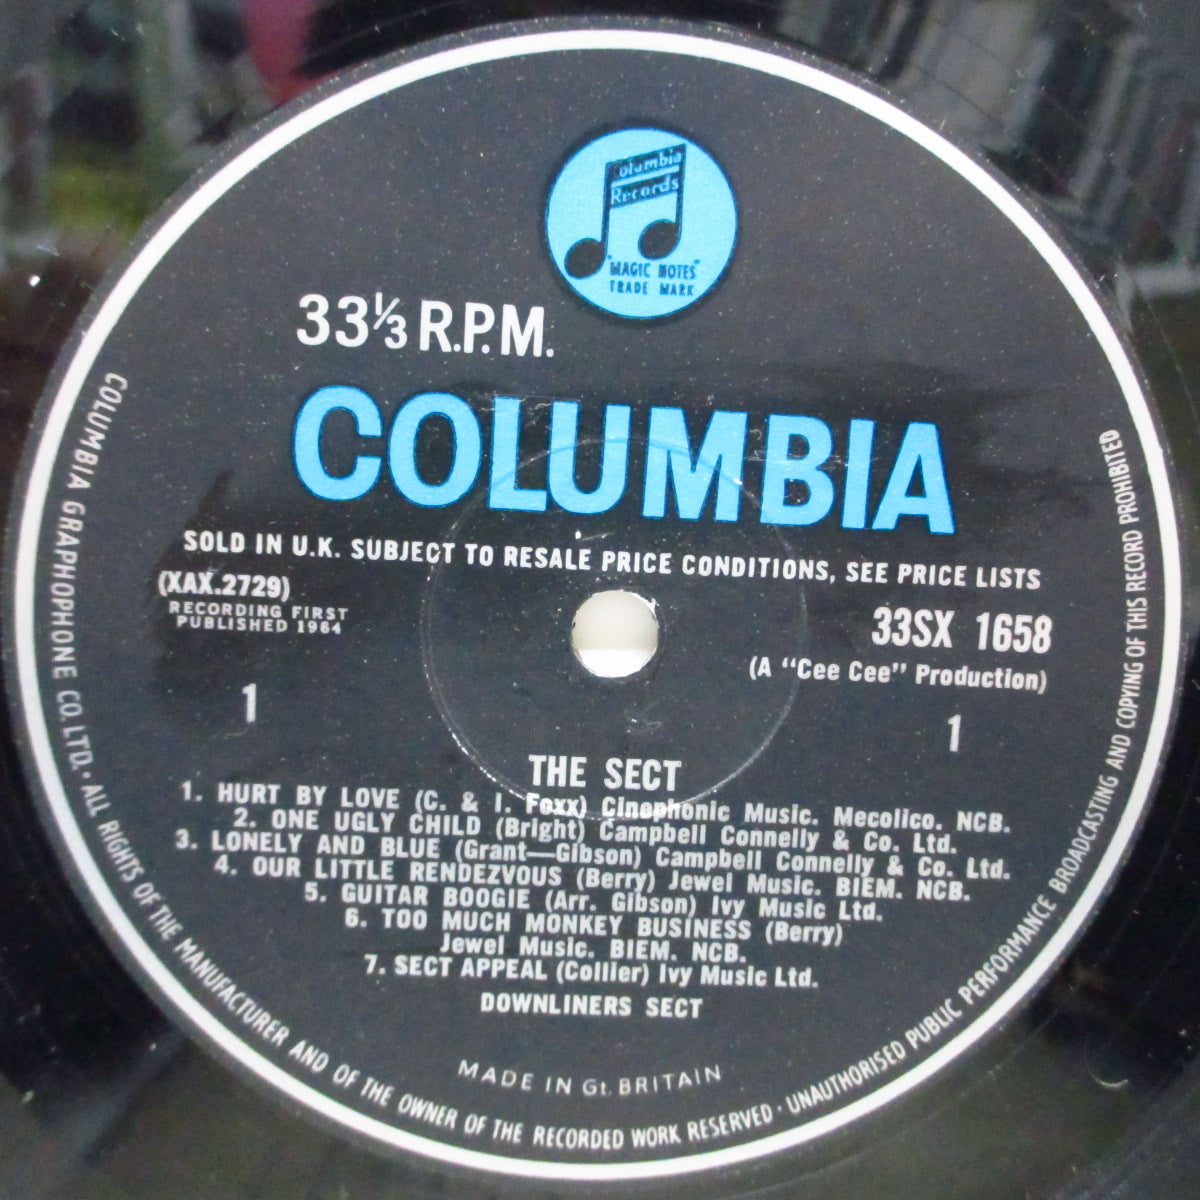 Columbia
Records
"MAGIC NOTES"
TRADE MARK
33⅓ R.P.M.
COLUMBIA
SOLD IN U.K. SUBJECT TO RESALE PRICE CONDITIONS, SEE PRICE LISTS
(XAX.2729)
RECORDING FIRST
PUBLISHED 1964
33SX 1658
(A "Cee Cee" Production)
1
1
THE SECT
1. HURT BY LOVE (C. & I. Foxx) Cinephonic Music. Mecolico. NCB.
2. ONE UGLY CHILD (Bright) Campbell Connelly & Co. Ltd.
3. LONELY AND BLUE (Grant—Gibson) Campbell Connelly & Co. Ltd.
4. OUR LITTLE RENDEZVOUS (Berry) Jewel Music. BIEM. NCB.
5. GUITAR BOOGIE (Arr. Gibson) Ivy Music Ltd.
6. TOO MUCH MONKEY BUSINESS (Berry)
Jewel Music. BIEM. NCB.
7. SECT APPEAL (Collier) Ivy Music Ltd.
DOWNLINERS SECT
MADE IN Gt. BRITAIN
COLUMBIA GRAPHOPHONE CO. LTD. · ALL RIGHTS OF THE MANUFACTURER AND OF THE OWNER OF THE RECORDED WORK RESERVED · UNAUTHORISED PUBLIC PERFORMANCE BROADCASTING AND COPYING OF THIS RECORD PROHIBITED